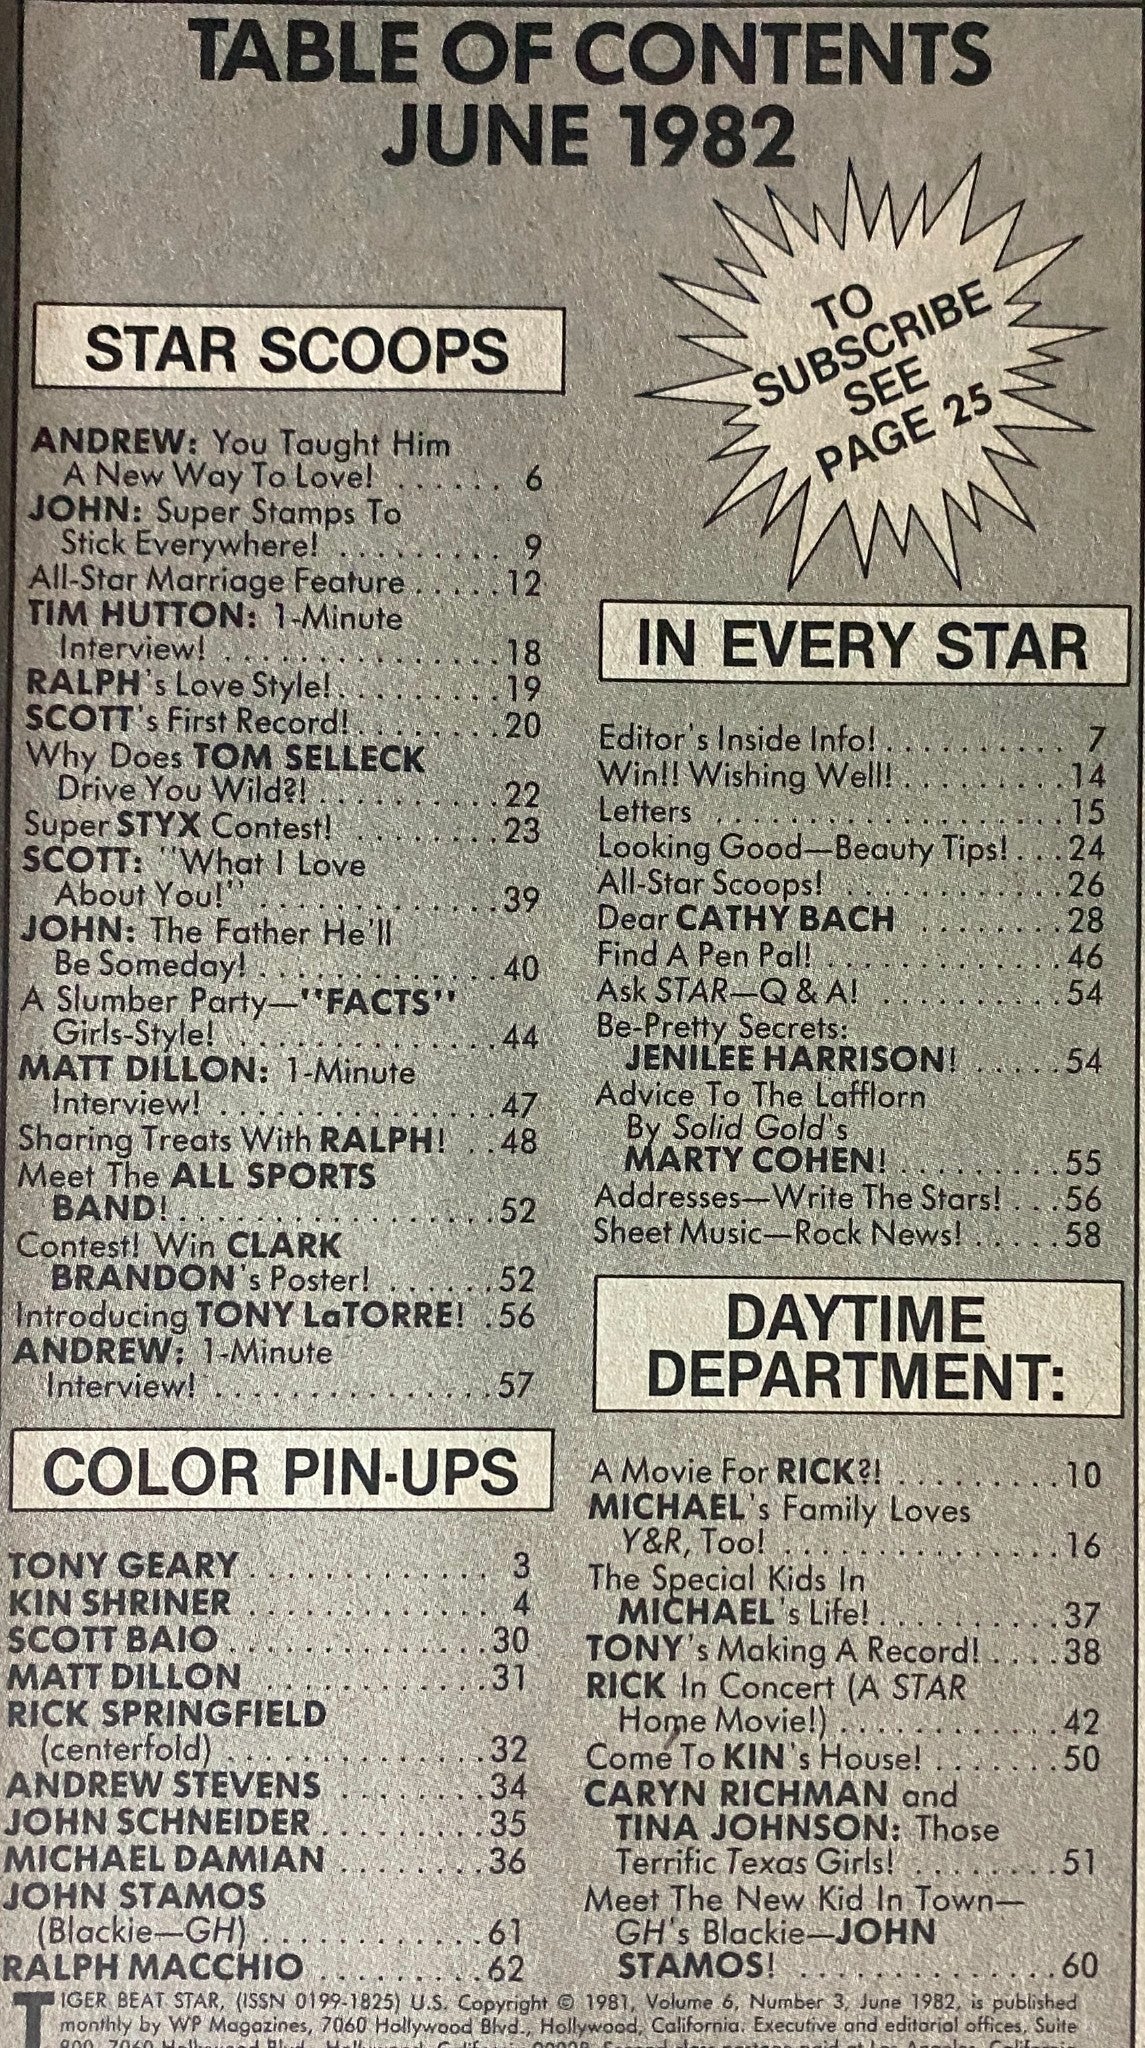 TABLE OF CONTENTS
JUNE 1982
TO
SUBSCRIBE
SEE
PAGE 25
STAR SCOOPS
ANDREW: You Taught Him
A New Way To Love! . . . . . . 6
JOHN: Super Stamps To
Stick Everywhere! . . . . . . . . . 9
All-Star Marriage Feature . . . . . 12
TIM HUTTON: 1-Minute
Interview! . . . . . . . . . . . . . . . 18
RALPH's Love Style! . . . . . . . . . 19
SCOTT's First Record! . . . . . . . . 20
Why Does TOM SELLECK
Drive You Wild?! . . . . . . . . . . 22
Super STYX Contest! . . . . . . . . 23
SCOTT: "What I Love
About You!" . . . . . . . . . . . . . 39
JOHN: The Father He'll
Be Someday! . . . . . . . . . . . . . 40
A Slumber Party—"FACTS"
Girls-Style! . . . . . . . . . . . . . . 44
MATT DILLON: 1-Minute
Interview! . . . . . . . . . . . . . . . 47
Sharing Treats With RALPH! . . 48
Meet The ALL SPORTS
BAND! . . . . . . . . . . . . . . . . . 52
Contest! Win CLARK
BRANDON's Poster! . . . . . . 52
Introducing TONY LaTORRE! . 56
ANDREW: 1-Minute
Interview! . . . . . . . . . . . . . . . 57
COLOR PIN-UPS
TONY GEARY . . . . . . . . . . . . . 3
KIN SHRINER . . . . . . . . . . . . . 4
SCOTT BAIO . . . . . . . . . . . . . 30
MATT DILLON . . . . . . . . . . . . 31
RICK SPRINGFIELD
(centerfold) . . . . . . . . . . . . . 32
ANDREW STEVENS . . . . . . . . 34
JOHN SCHNEIDER . . . . . . . . . 35
MICHAEL DAMIAN . . . . . . . . 36
JOHN STAMOS
(Blackie—GH) . . . . . . . . . . . . 61
RALPH MACCHIO . . . . . . . . . 62
IN EVERY STAR
Editor's Inside Info! . . . . . . . . . . 7
Win!! Wishing Well! . . . . . . . . . 14
Letters . . . . . . . . . . . . . . . . . . 15
Looking Good—Beauty Tips! . . . 24
All-Star Scoops! . . . . . . . . . . . . 26
Dear CATHY BACH . . . . . . . . 28
Find A Pen Pal! . . . . . . . . . . . . . 46
Ask STAR—Q & A! . . . . . . . . . . 54
Be-Pretty Secrets:
JENILEE HARRISON! . . . . . 54
Advice To The Lafflorn
By Solid Gold's
MARTY COHEN! . . . . . . . . . 55
Addresses—Write The Stars! . . . 56
Sheet Music—Rock News! . . . . . 58
DAYTIME
DEPARTMENT:
A Movie For RICK?! . . . . . . . . . 10
MICHAEL's Family Loves
Y&R, Too! . . . . . . . . . . . . . . . 16
The Special Kids In
MICHAEL's Life! . . . . . . . . . . 37
TONY's Making A Record! . . . . 38
RICK In Concert (A STAR
Home Movie!) . . . . . . . . . . . . 42
Come To KIN's House! . . . . . . . 50
CARYN RICHMAN and
TINA JOHNSON: Those
Terrific Texas Girls! . . . . . . . . 51
Meet The New Kid In Town—
GH's Blackie—JOHN
STAMOS! . . . . . . . . . . . . . . 60
TIGER BEAT STAR, (ISSN 0199-1825) U.S. Copyright © 1981, Volume 6, Number 3, June 1982, is published
monthly by WP Magazines, 7060 Hollywood Blvd., Hollywood, California. Executive and editorial offices, Suite